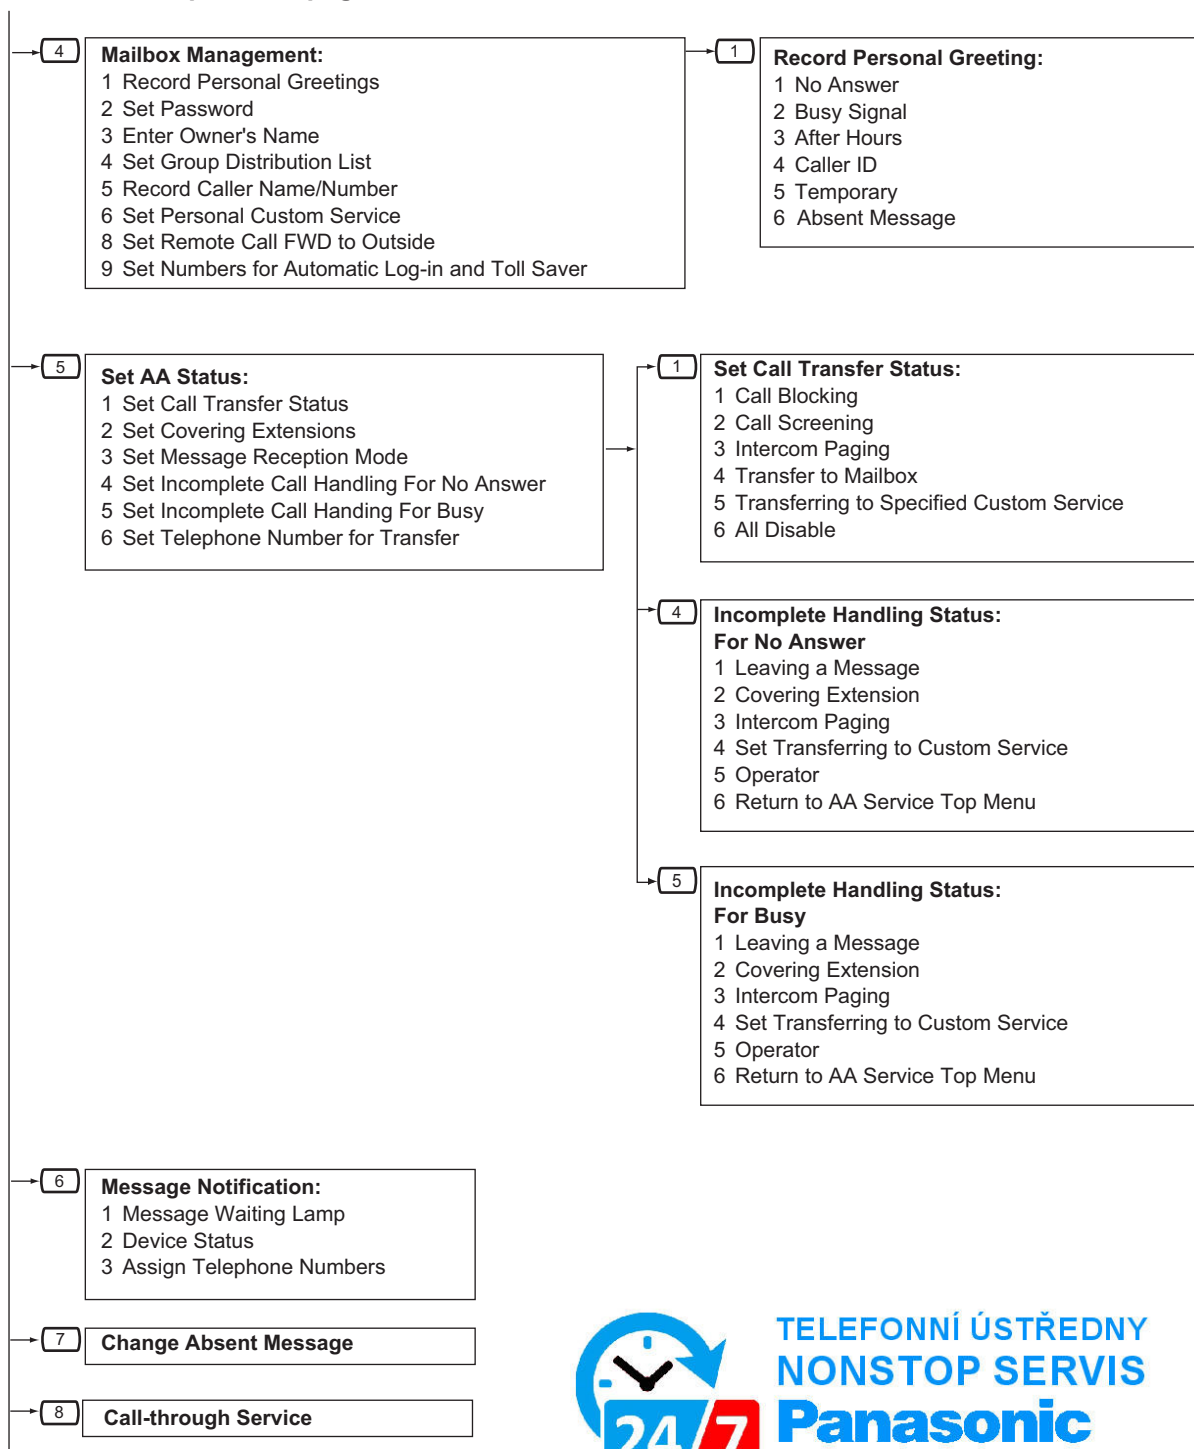 4
Mailbox Management:
1 Record Personal Greetings
2 Set Password
3 Enter Owner's Name
4 Set Group Distribution List
5 Record Caller Name/Number
6 Set Personal Custom Service
8 Set Remote Call FWD to Outside
9 Set Numbers for Automatic Log-in and Toll Saver
1
Record Personal Greeting:
1 No Answer
2 Busy Signal
3 After Hours
4 Caller ID
5 Temporary
6 Absent Message
5
Set AA Status:
1 Set Call Transfer Status
2 Set Covering Extensions
3 Set Message Reception Mode
4 Set Incomplete Call Handling For No Answer
5 Set Incomplete Call Handing For Busy
6 Set Telephone Number for Transfer
1
Set Call Transfer Status:
1 Call Blocking
2 Call Screening
3 Intercom Paging
4 Transfer to Mailbox
5 Transferring to Specified Custom Service
6 All Disable
4
Incomplete Handling Status:
For No Answer
1 Leaving a Message
2 Covering Extension
3 Intercom Paging
4 Set Transferring to Custom Service
5 Operator
6 Return to AA Service Top Menu
5
Incomplete Handling Status:
For Busy
1 Leaving a Message
2 Covering Extension
3 Intercom Paging
4 Set Transferring to Custom Service
5 Operator
6 Return to AA Service Top Menu
6
Message Notification:
1 Message Waiting Lamp
2 Device Status
3 Assign Telephone Numbers
7
Change Absent Message
8
Call-through Service
24/7
TELEFONNÍ ÚSTŘEDNY
NONSTOP SERVIS
Panasonic